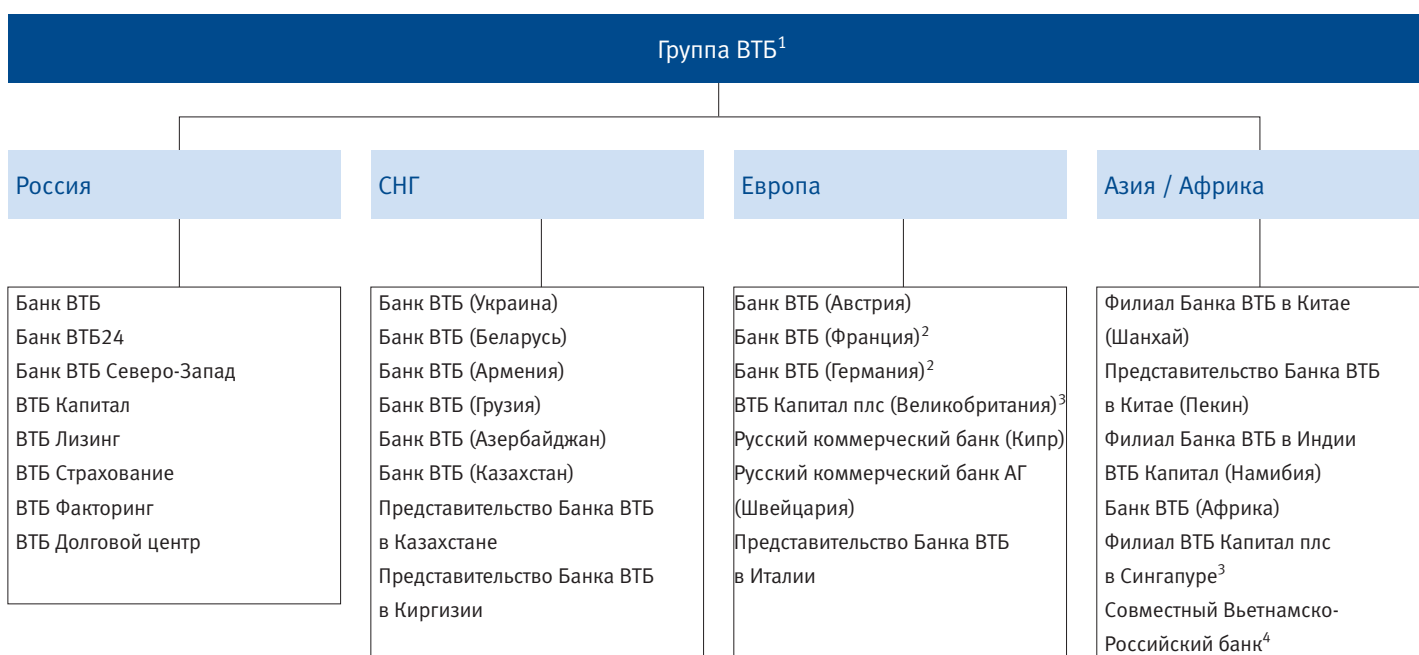 Группа ВТБ¹
Россия
СНГ
Европа
Азия / Африка
Банк ВТБ
Банк ВТБ24
Банк ВТБ Северо-Запад
ВТБ Капитал
ВТБ Лизинг
ВТБ Страхование
ВТБ Факторинг
ВТБ Долговой центр
Банк ВТБ (Украина)
Банк ВТБ (Беларусь)
Банк ВТБ (Армения)
Банк ВТБ (Грузия)
Банк ВТБ (Азербайджан)
Банк ВТБ (Казахстан)
Представительство Банка ВТБ
в Казахстане
Представительство Банка ВТБ
в Киргизии
Банк ВТБ (Австрия)
Банк ВТБ (Франция)²
Банк ВТБ (Германия)²
ВТБ Капитал плс (Великобритания)³
Русский коммерческий банк (Кипр)
Русский коммерческий банк АГ
(Швейцария)
Представительство Банка ВТБ
в Италии
Филиал Банка ВТБ в Китае
(Шанхай)
Представительство Банка ВТБ
в Китае (Пекин)
Филиал Банка ВТБ в Индии
ВТБ Капитал (Намибия)
Банк ВТБ (Африка)
Филиал ВТБ Капитал плс
в Сингапуре³
Совместный Вьетнамско-
Российский банк⁴